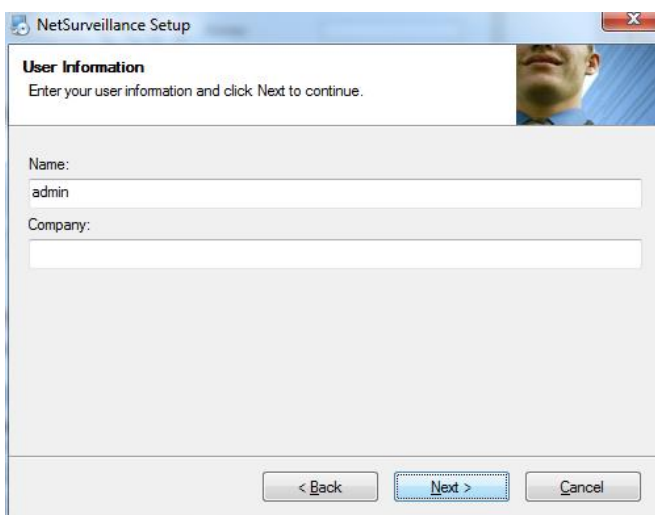 NetSurveillance Setup
User Information
Enter your user information and click Next to continue.
Name:
admin
Company:
< Back
Next >
Cancel